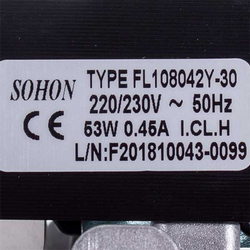 SOHON
TYPE FL108042Y-30
220/230V ~ 50Hz
CE
53W 0.45A I.CL.H
L/N:F201810043-0099